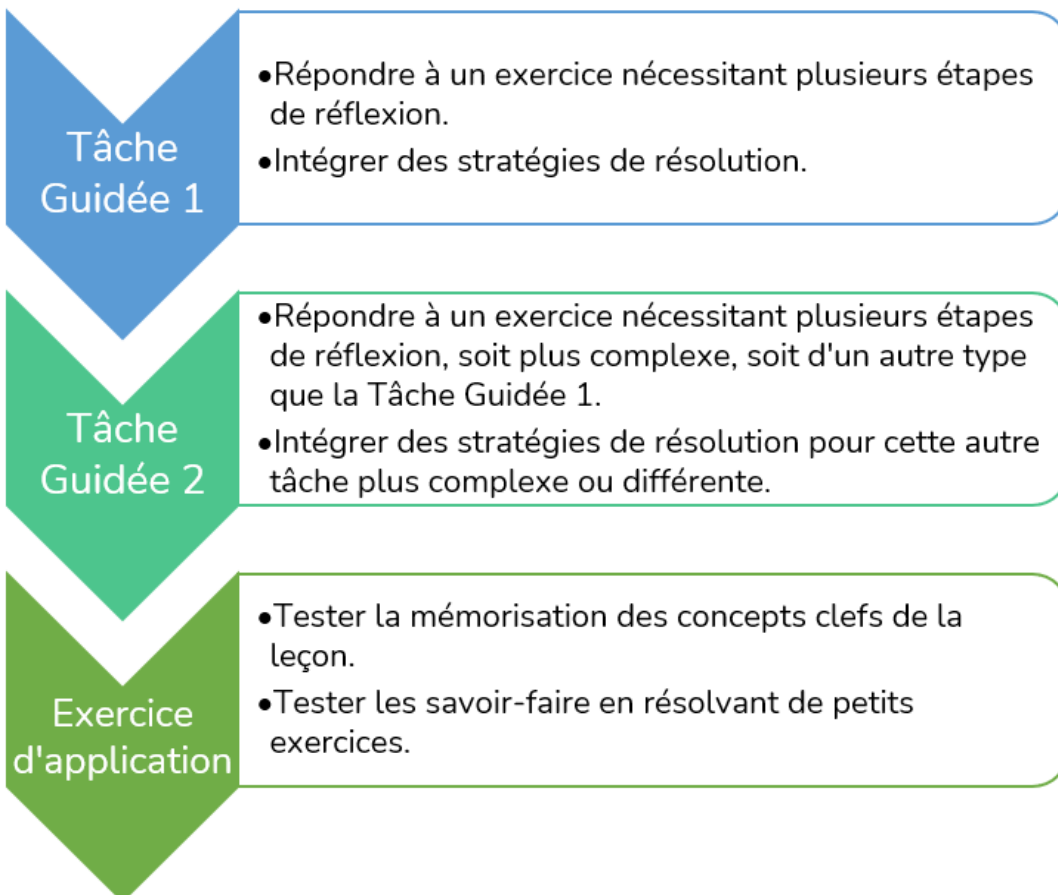 Tâche
Guidée 1
•Répondre à un exercice nécessitant plusieurs étapes
de réflexion.
•Intégrer des stratégies de résolution.
Tâche
Guidée 2
•Répondre à un exercice nécessitant plusieurs étapes
de réflexion, soit plus complexe, soit d'un autre type
que la Tâche Guidée 1.
•Intégrer des stratégies de résolution pour cette autre
tâche plus complexe ou différente.
Exercice
d'application
•Tester la mémorisation des concepts clefs de la
leçon.
•Tester les savoir-faire en résolvant de petits
exercices.